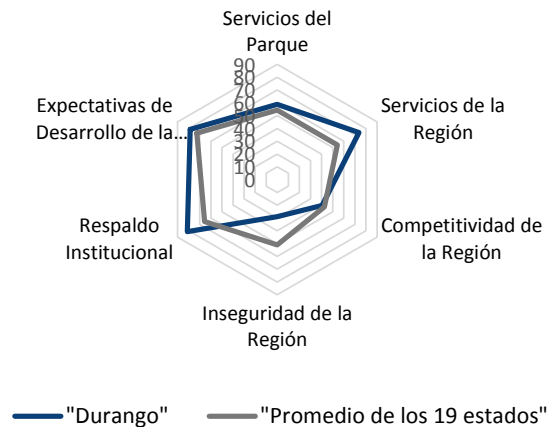 Servicios del
Parque
90
80
70
60
50
40
30
20
10
0
Expectativas de
Desarrollo de la...
Servicios de la
Región
Respaldo
Institucional
Competitividad de
la Región
Inseguridad de la
Región
"Durango"
"Promedio de los 19 estados"